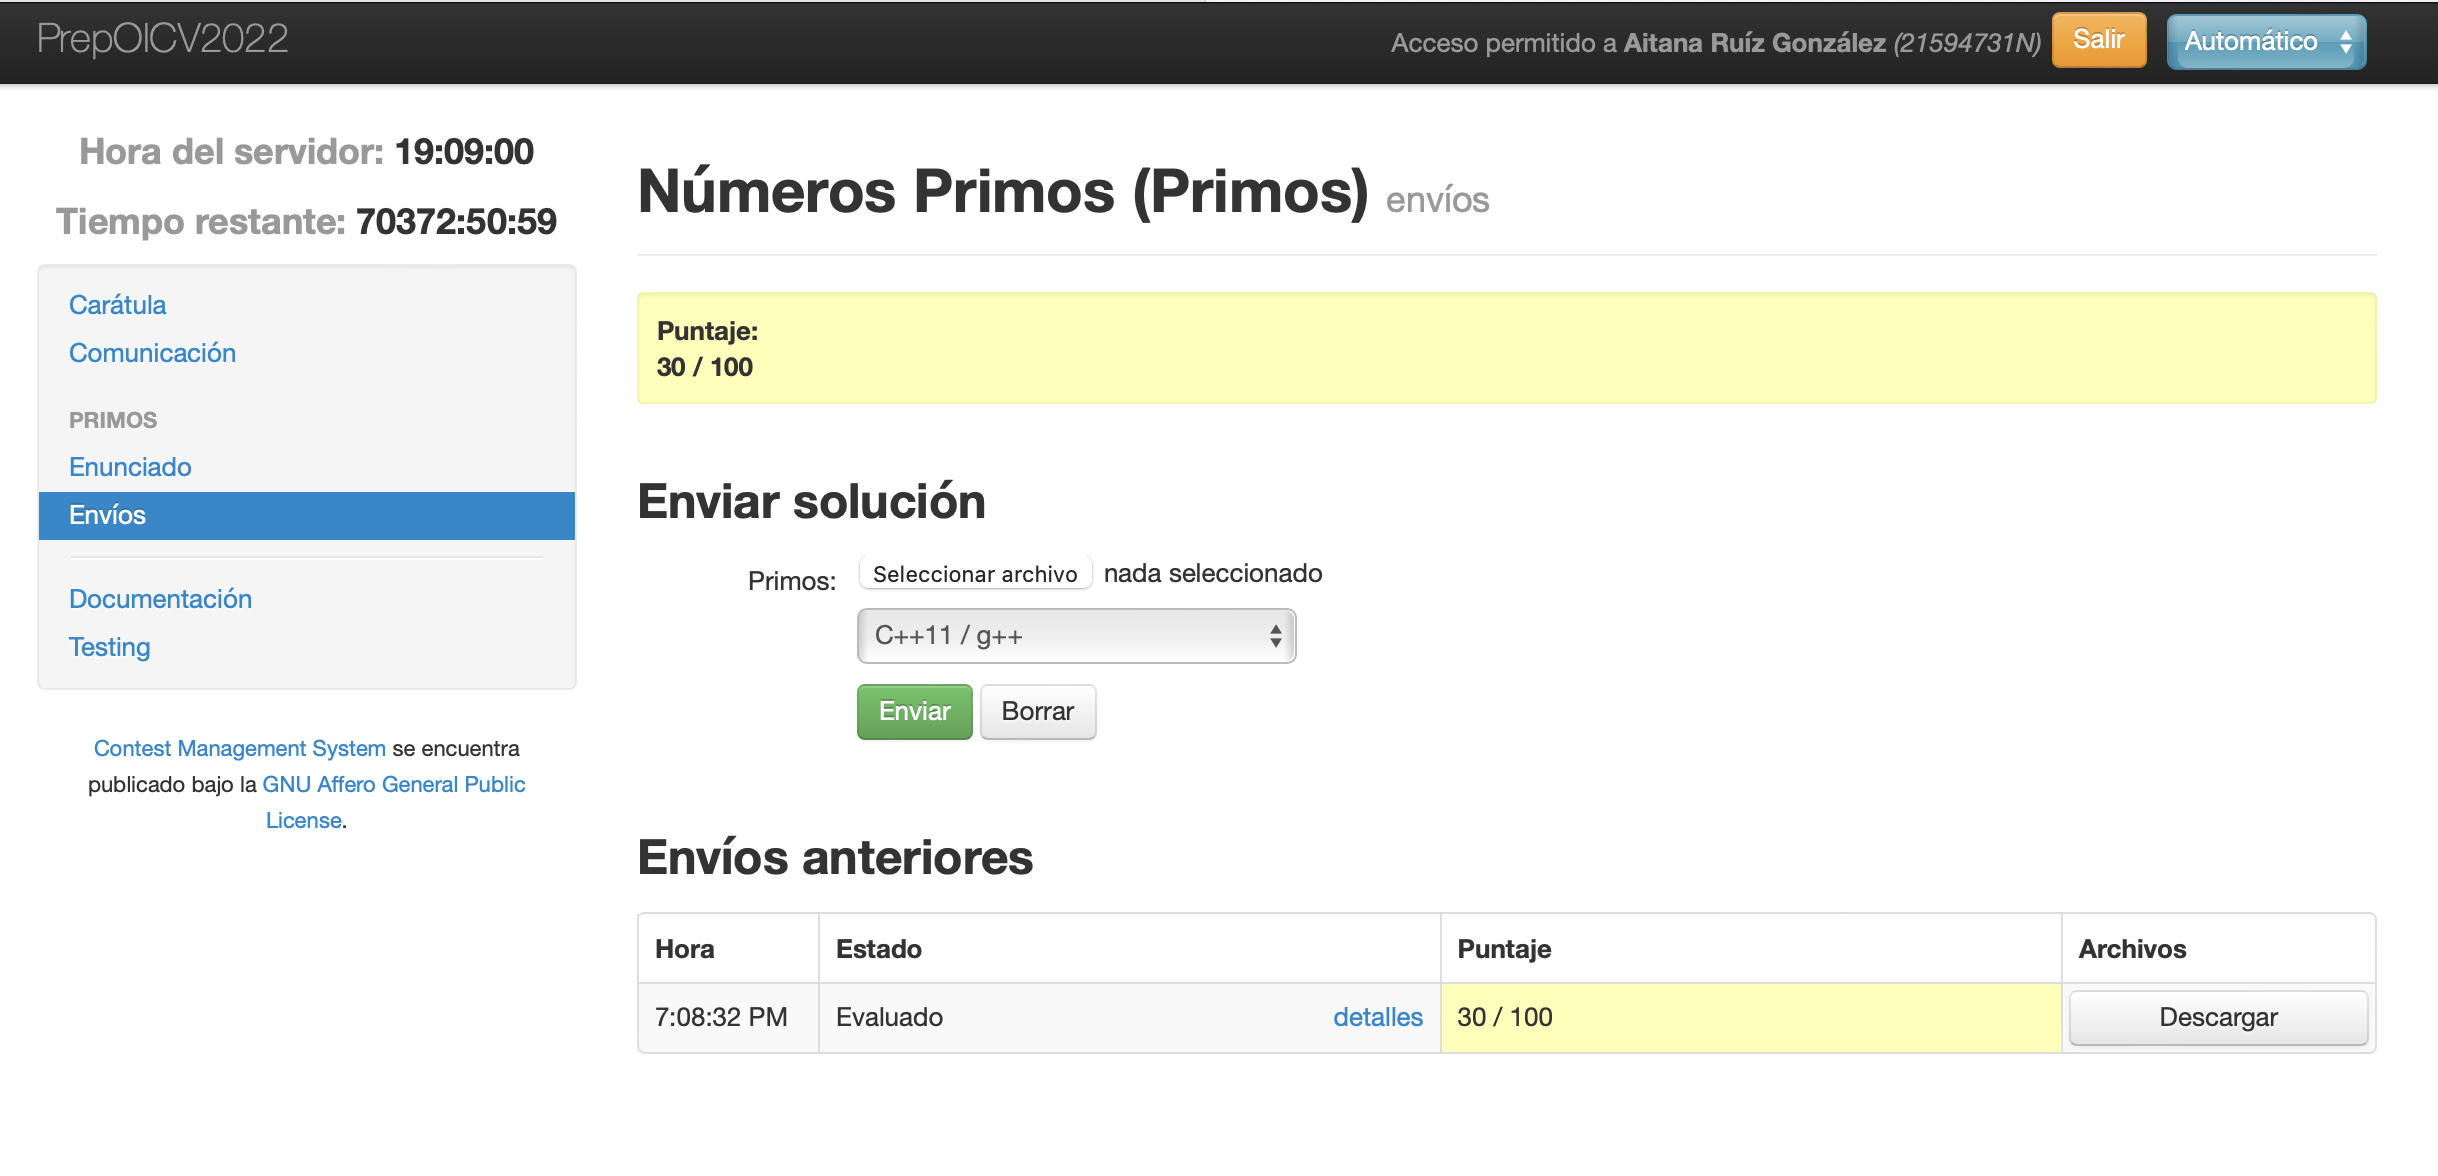 PrepOICV2022
Acceso permitido a Aitana Ruíz González (21594731N)
Salir
Automático
Hora del servidor: 19:09:00
Tiempo restante: 70372:50:59
Carátula
Comunicación
PRIMOS
Enunciado
Envíos
Documentación
Testing
Contest Management System se encuentra
publicado bajo la GNU Affero General Public
License.
Números Primos (Primos) envíos
Puntaje:
30 / 100
Enviar solución
Primos: Seleccionar archivo nada seleccionado
C++11 / g++
Enviar Borrar
Envíos anteriores
Hora Estado Puntaje Archivos
7:08:32 PM Evaluado detalles 30 / 100 Descargar